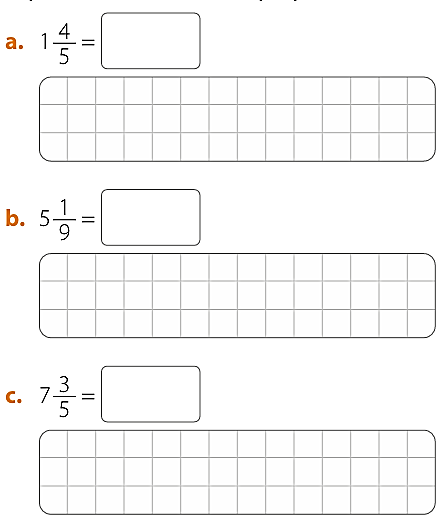 a. 1 4/5 =
b. 5 1/9 =
c. 7 3/5 =